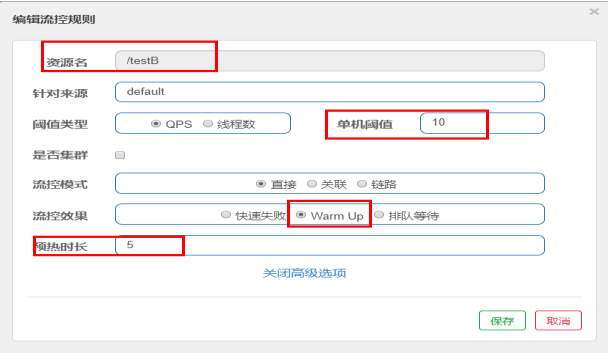 编辑流控规则 ×
资源名 /testB
针对来源 default
阈值类型 QPS 线程数 单机阈值 10
是否集群
流控模式 直接 关联 链路
流控效果 快速失败 Warm Up 排队等待
预热时长 5
关闭高级选项
保存 取消